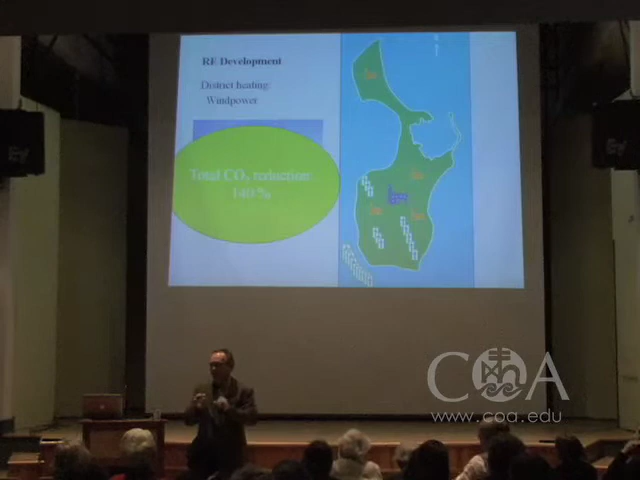 RE Development
District heating:
Windpower
Total CO₂ reduction:
140 %
COA
www.coa.edu